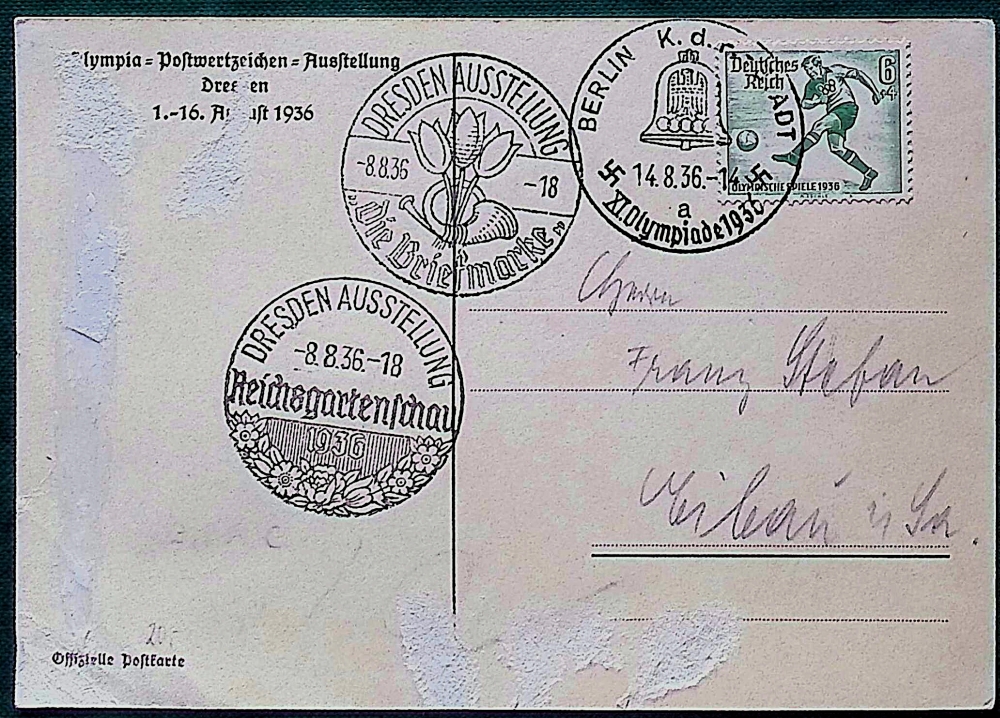 Olympia-Postwertzeichen-Ausstellung
Dresden
1.-16. August 1936
DRESDEN AUSSTELLUNG
-8.8.36 -18
"Die Briefmarke"
BERLIN K.d.F. STADT
14.8.36.-14
a
XI. Olympiade 1936
Deutsches
Reich
6
+4
OLYMPISCHE SPIELE 1936
DRESDEN AUSSTELLUNG
-8.8.36.-18
Reichsgartenschau
1936
Herrn
Franz Stefan
Eibau i/Sa.
Offizielle Postkarte